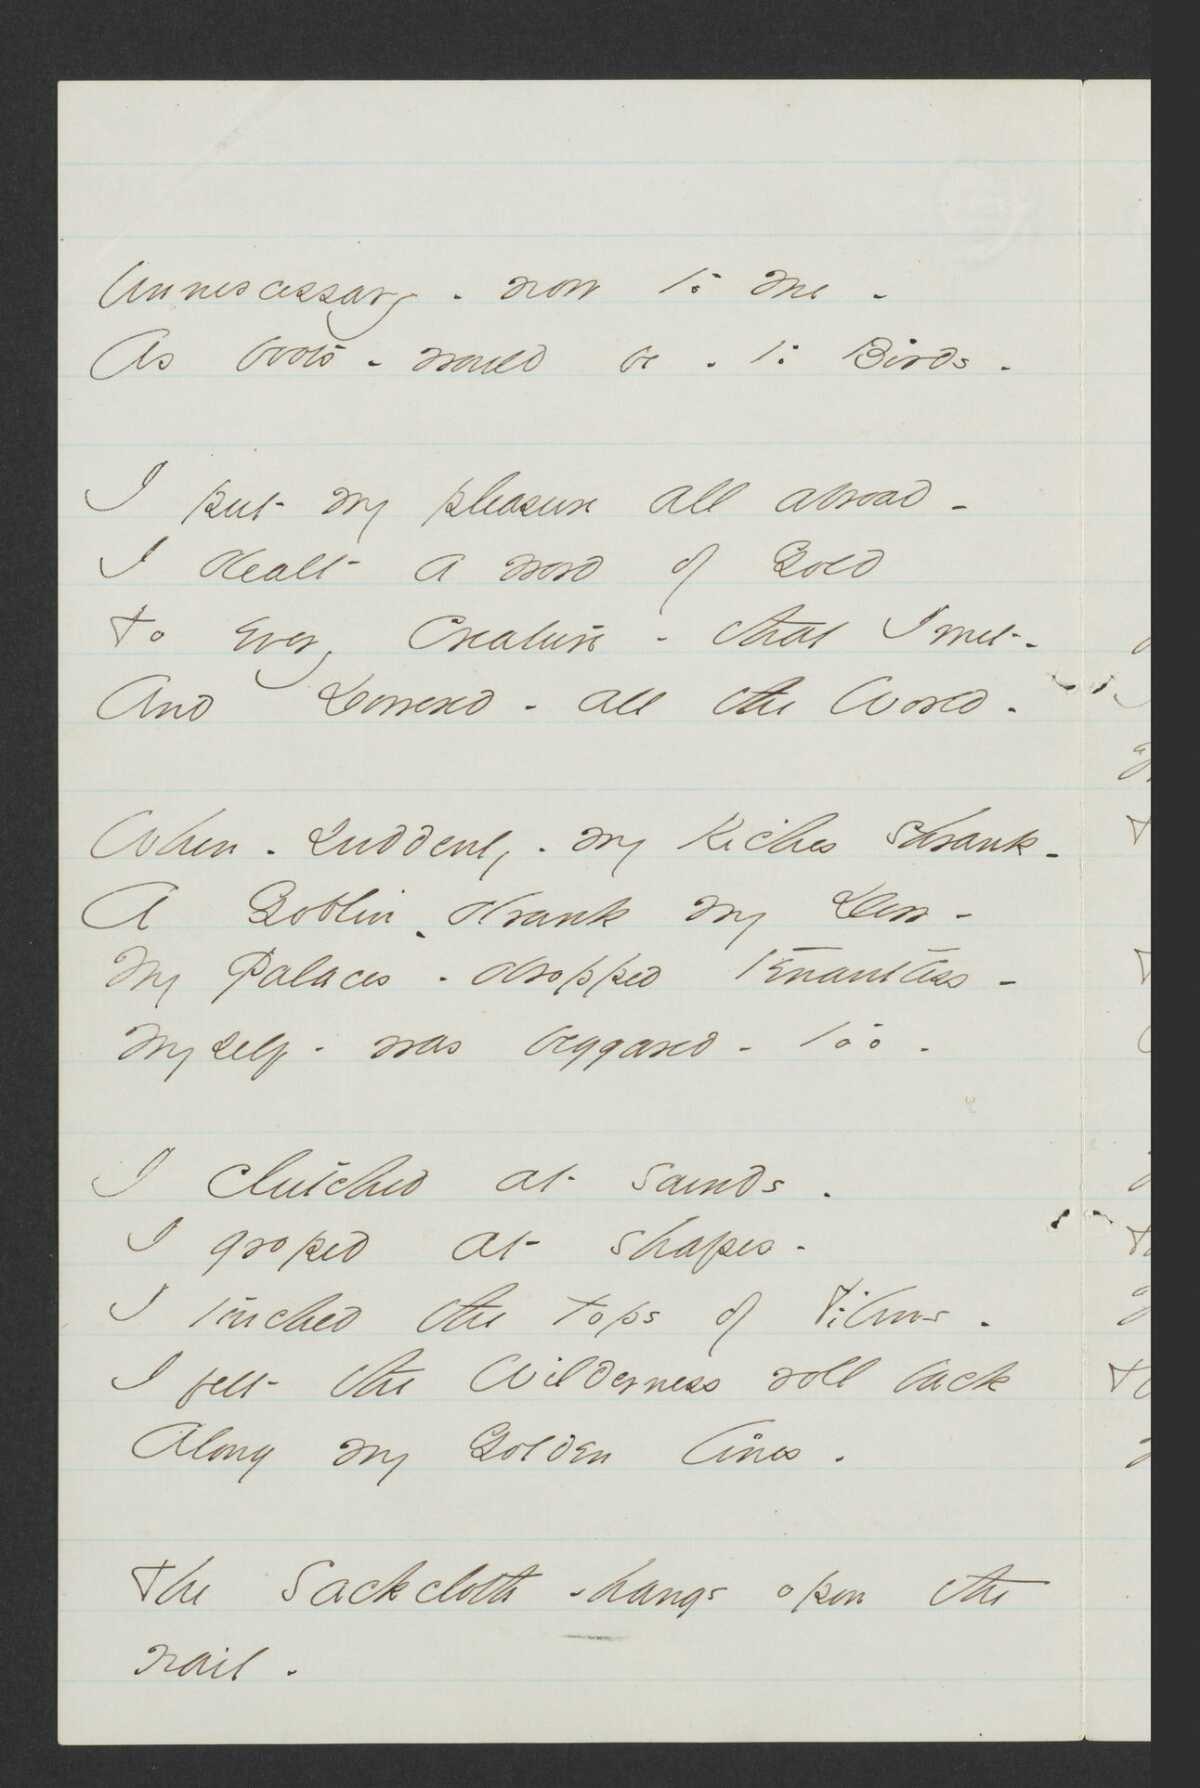 Unnescessary - now to me -
As boots - would be - to Birds -
I put my pleasure all abroad -
I dealt a word of Gold
To every Creature - that I met -
And Dowered - all the World -
When - Suddenly - my Riches shrank -
A Goblin - drank my Dew -
My Palaces - dropped tenantless -
Myself - was beggared - too -
I clutched at sounds -
I groped at shapes -
I touched the tops of Films -
I felt the Wilderness roll back
Along my Golden lines -
The Sackcloth - hangs opon the
nail -